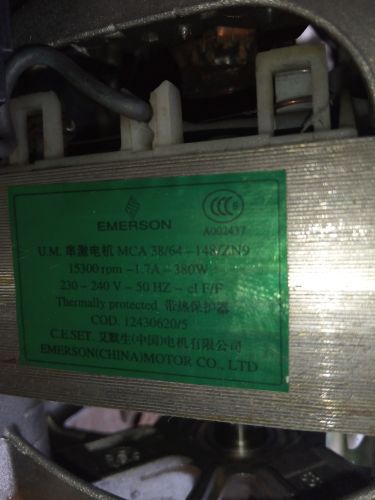 EMERSON
A002437
U.M. 串激电机 MCA 38/64-148/ZN9
15300 rpm -1.7A- 380W
230 - 240 V - 50 HZ - cl F/F
Thermally protected 带热保护器
COD. 12430620/5
C.E.SET. 艾默生(中国)电机有限公司
EMERSON(CHINA)MOTOR CO., LTD